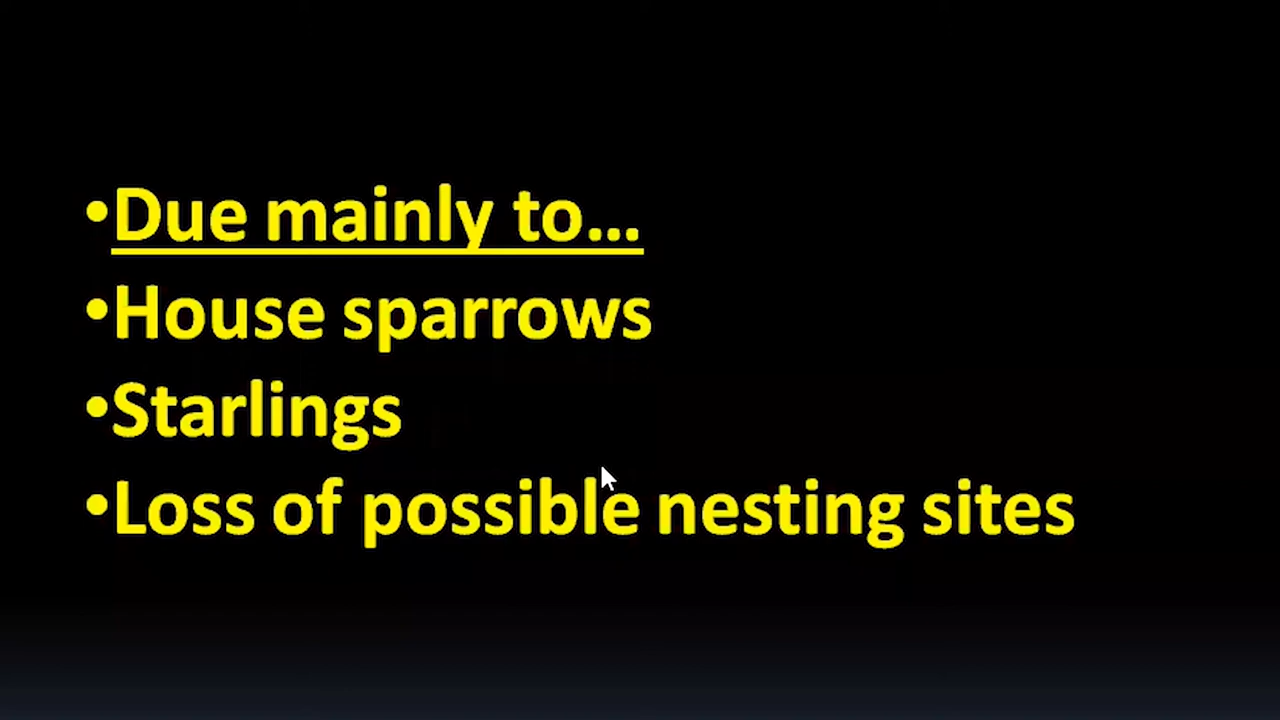 •Due mainly to…
•House sparrows
•Starlings
•Loss of possible nesting sites